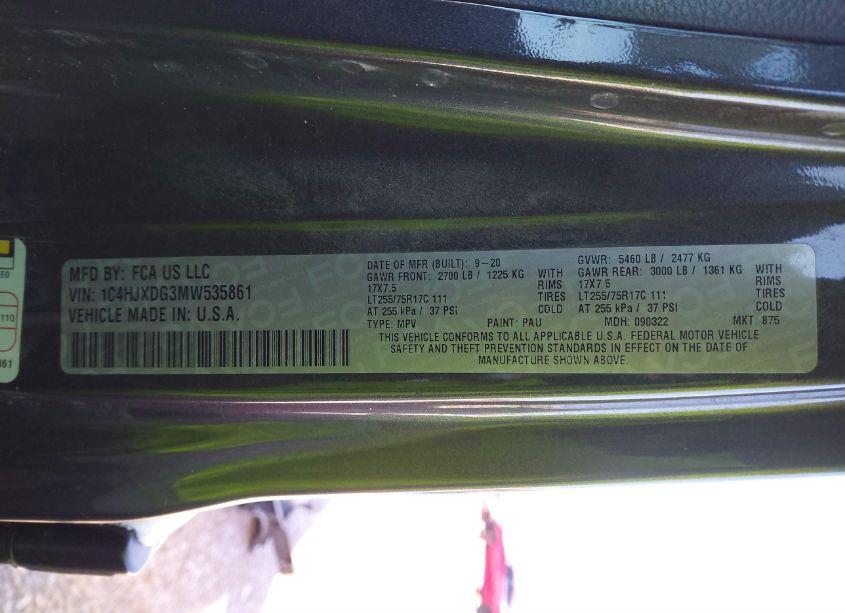 MFD BY: FCA US LLC
VIN: 1C4HJXDG3MW535861
VEHICLE MADE IN: U.S.A.
DATE OF MFR (BUILT): 9-20
GAWR FRONT: 2700 LB / 1225 KG WITH
17X7.5 RIMS
LT255/75R17C 111 TIRES
AT 255 kPa / 37 PSI COLD
GVWR: 5460 LB / 2477 KG
GAWR REAR: 3000 LB / 1361 KG WITH
17X7.5 RIMS
LT255/75R17C 111 TIRES
AT 255 kPa / 37 PSI COLD
TYPE: MPV PAINT: PAU MDH: 090322 MKT: 875
THIS VEHICLE CONFORMS TO ALL APPLICABLE U.S.A. FEDERAL MOTOR VEHICLE
SAFETY AND THEFT PREVENTION STANDARDS IN EFFECT ON THE DATE OF
MANUFACTURE SHOWN ABOVE.